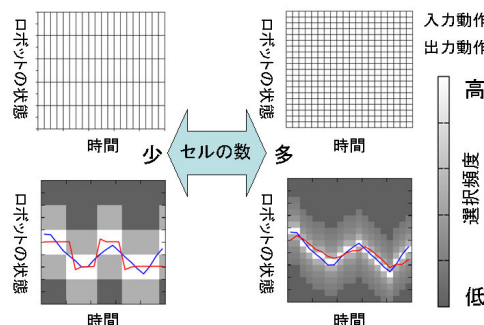 ロボットの状態
時間
ロボットの状態
時間
入力動作
出力動作
高
選択頻度
低
少
セルの数
多
ロボットの状態
時間
ロボットの状態
時間